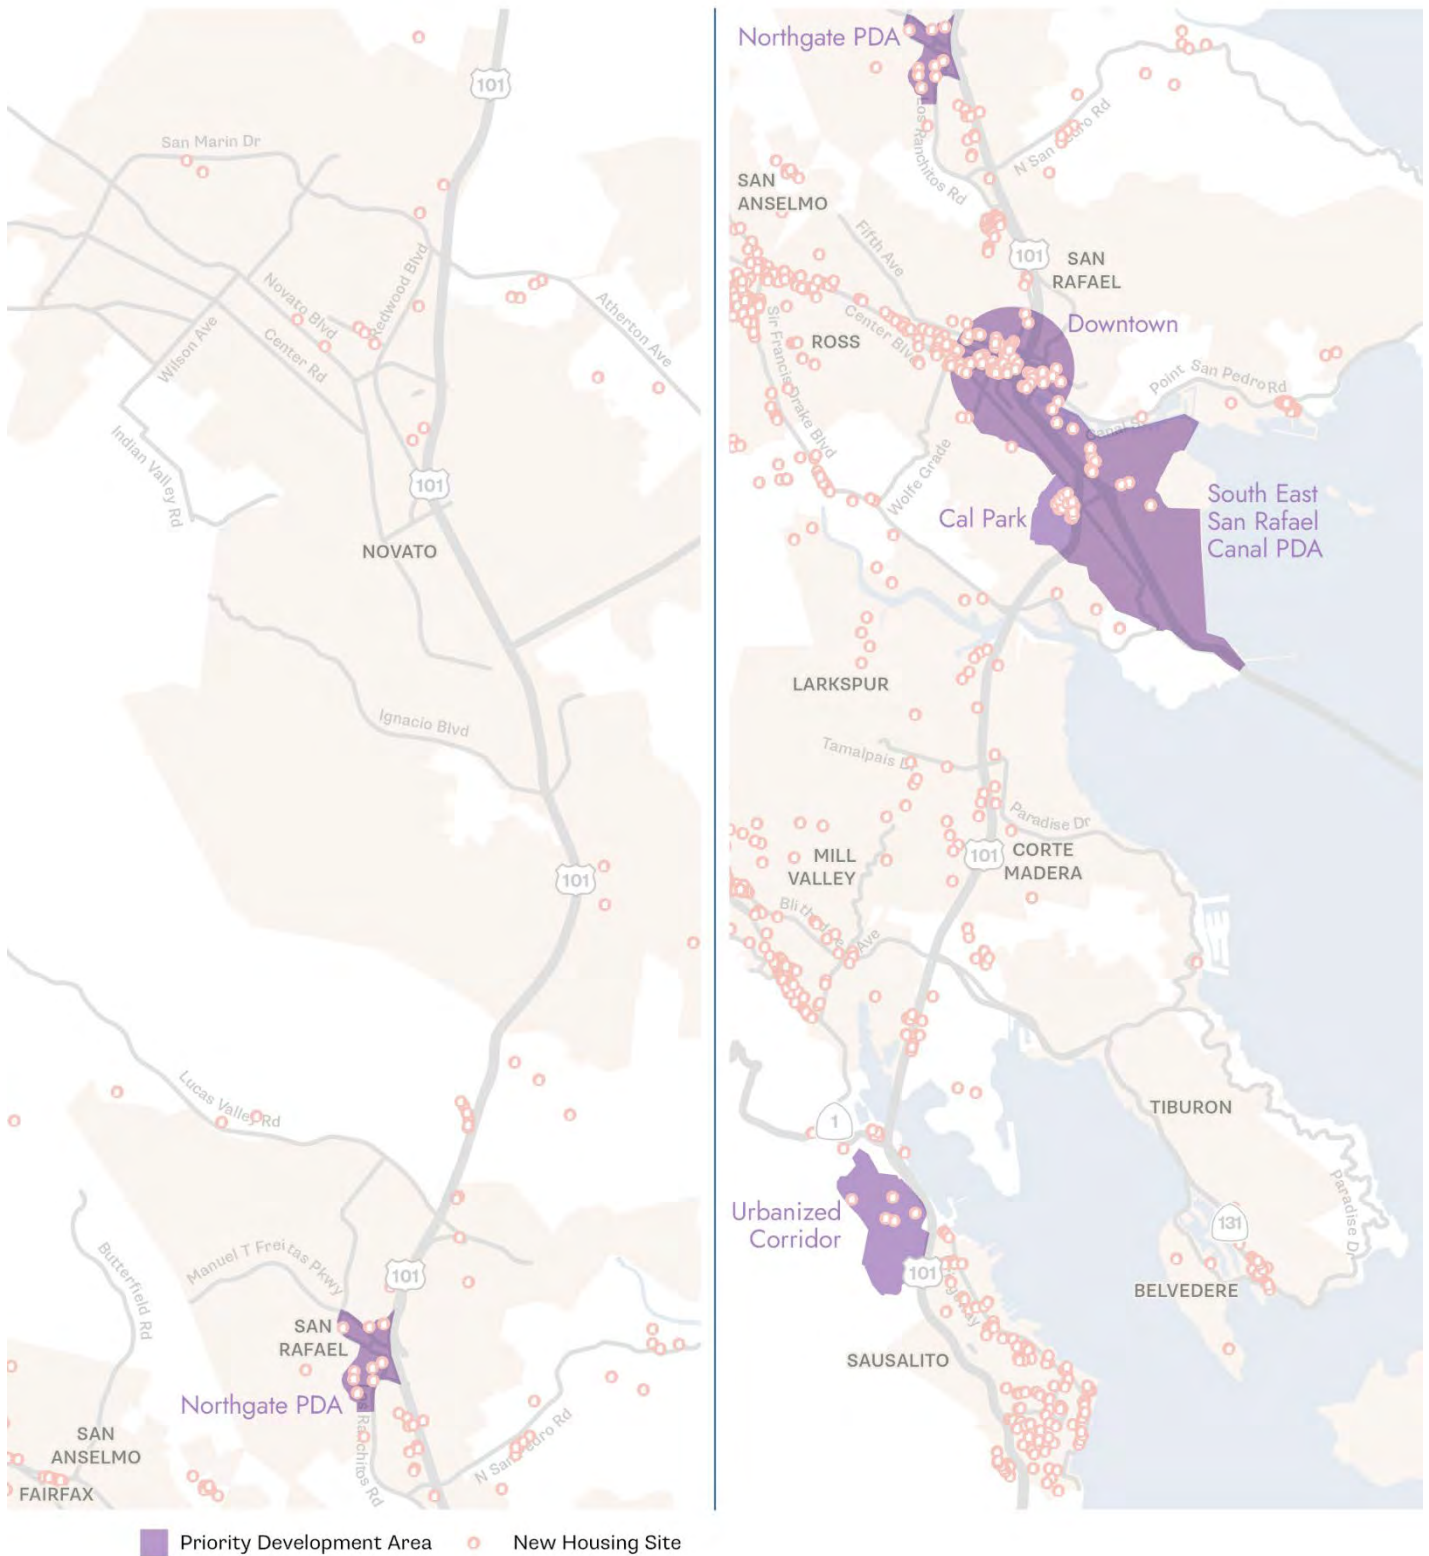 101
San Marin Dr
Redwood Blvd
Novato Blvd
Atherton Ave
Center Rd
Wilson Ave
Indian Valley Rd
101
NOVATO
Ignacio Blvd
101
Lucas Valley Rd
Butterfield Rd
Manuel T Freitas Pkwy
101
SAN
RAFAEL
Northgate PDA
Ranchitos Rd
N San Pedro Rd
SAN
ANSELMO
FAIRFAX
Northgate PDA
Los Ranchitos Rd
N San Pedro Rd
SAN
ANSELMO
Fifth Ave
101
SAN
RAFAEL
Sir Francis Drake Blvd
ROSS
Center Blvd
Downtown
Point San Pedro Rd
Canal St
Wolfe Grade
Cal Park
South East
San Rafael
Canal PDA
LARKSPUR
Tamalpais Dr
Paradise Dr
MILL
VALLEY
101
CORTE
MADERA
Blithedale Ave
1
TIBURON
Paradise Dr
Urbanized
Corridor
131
101
BELVEDERE
SAUSALITO
Priority Development Area
New Housing Site